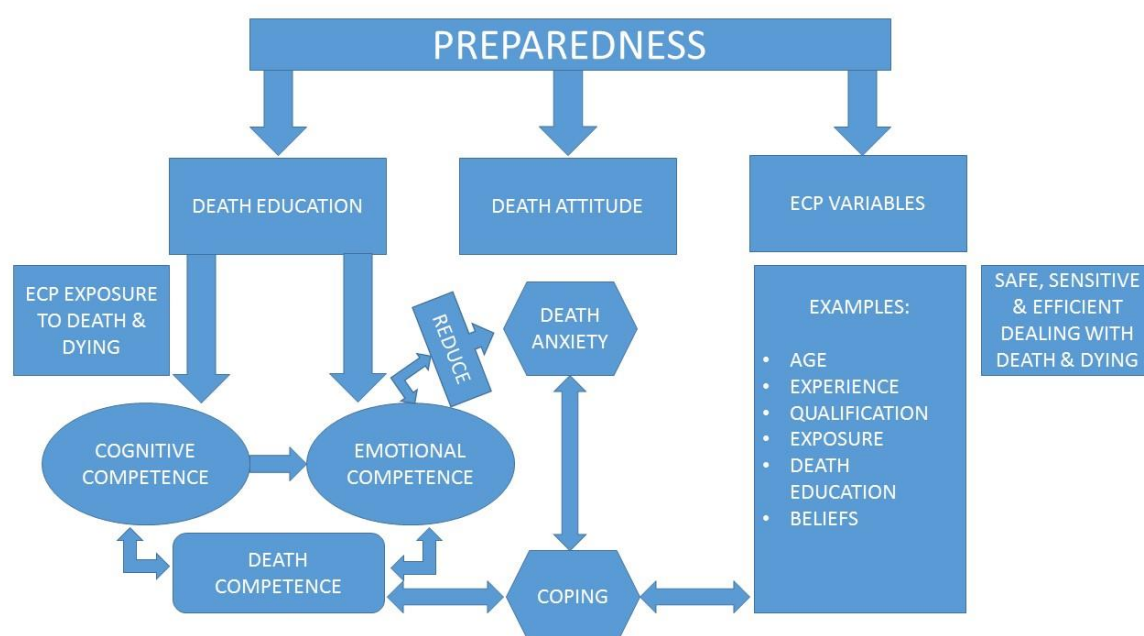 PREPAREDNESS
DEATH EDUCATION
DEATH ATTITUDE
ECP VARIABLES
ECP EXPOSURE
TO DEATH &
DYING
REDUCE
DEATH
ANXIETY
EXAMPLES:
• AGE
• EXPERIENCE
• QUALIFICATION
• EXPOSURE
• DEATH
EDUCATION
• BELIEFS
SAFE, SENSITIVE
& EFFICIENT
DEALING WITH
DEATH & DYING
COGNITIVE
COMPETENCE
EMOTIONAL
COMPETENCE
DEATH
COMPETENCE
COPING